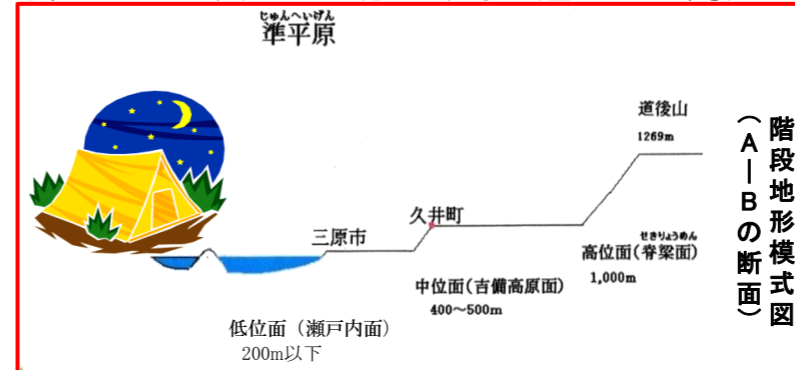 じゅんへいげん
準平原
道後山
1269m
久井町
三原市
せきりょうめん
高位面(脊梁面)
1,000m
中位面(吉備高原面)
400～500m
低位面（瀬戸内面）
200m以下
階段地形模式図
（A―Bの断面）